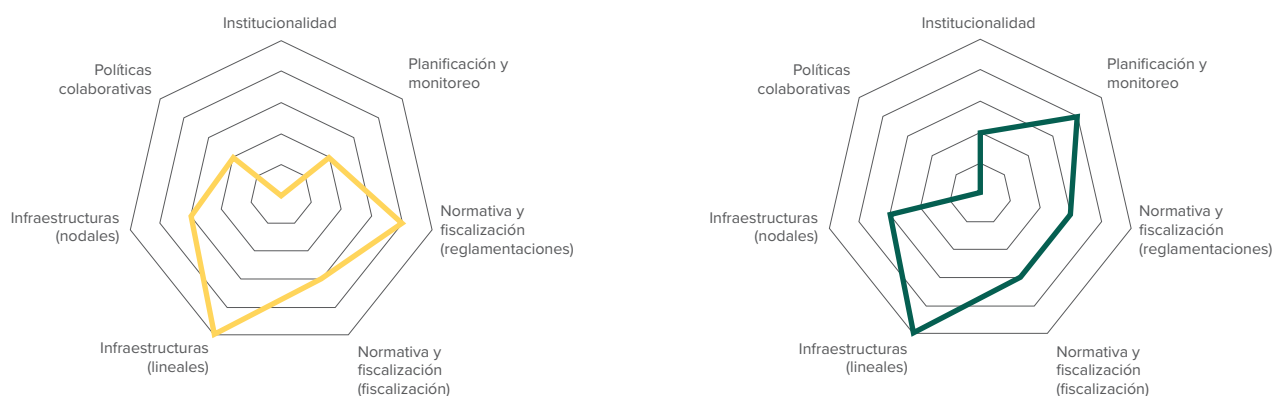 Institucionalidad
Planificación y
monitoreo
Normativa y
fiscalización
(reglamentaciones)
Normativa y
fiscalización
(fiscalización)
Infraestructuras
(lineales)
Infraestructuras
(nodales)
Políticas
colaborativas
Institucionalidad
Planificación y
monitoreo
Normativa y
fiscalización
(reglamentaciones)
Normativa y
fiscalización
(fiscalización)
Infraestructuras
(lineales)
Infraestructuras
(nodales)
Políticas
colaborativas